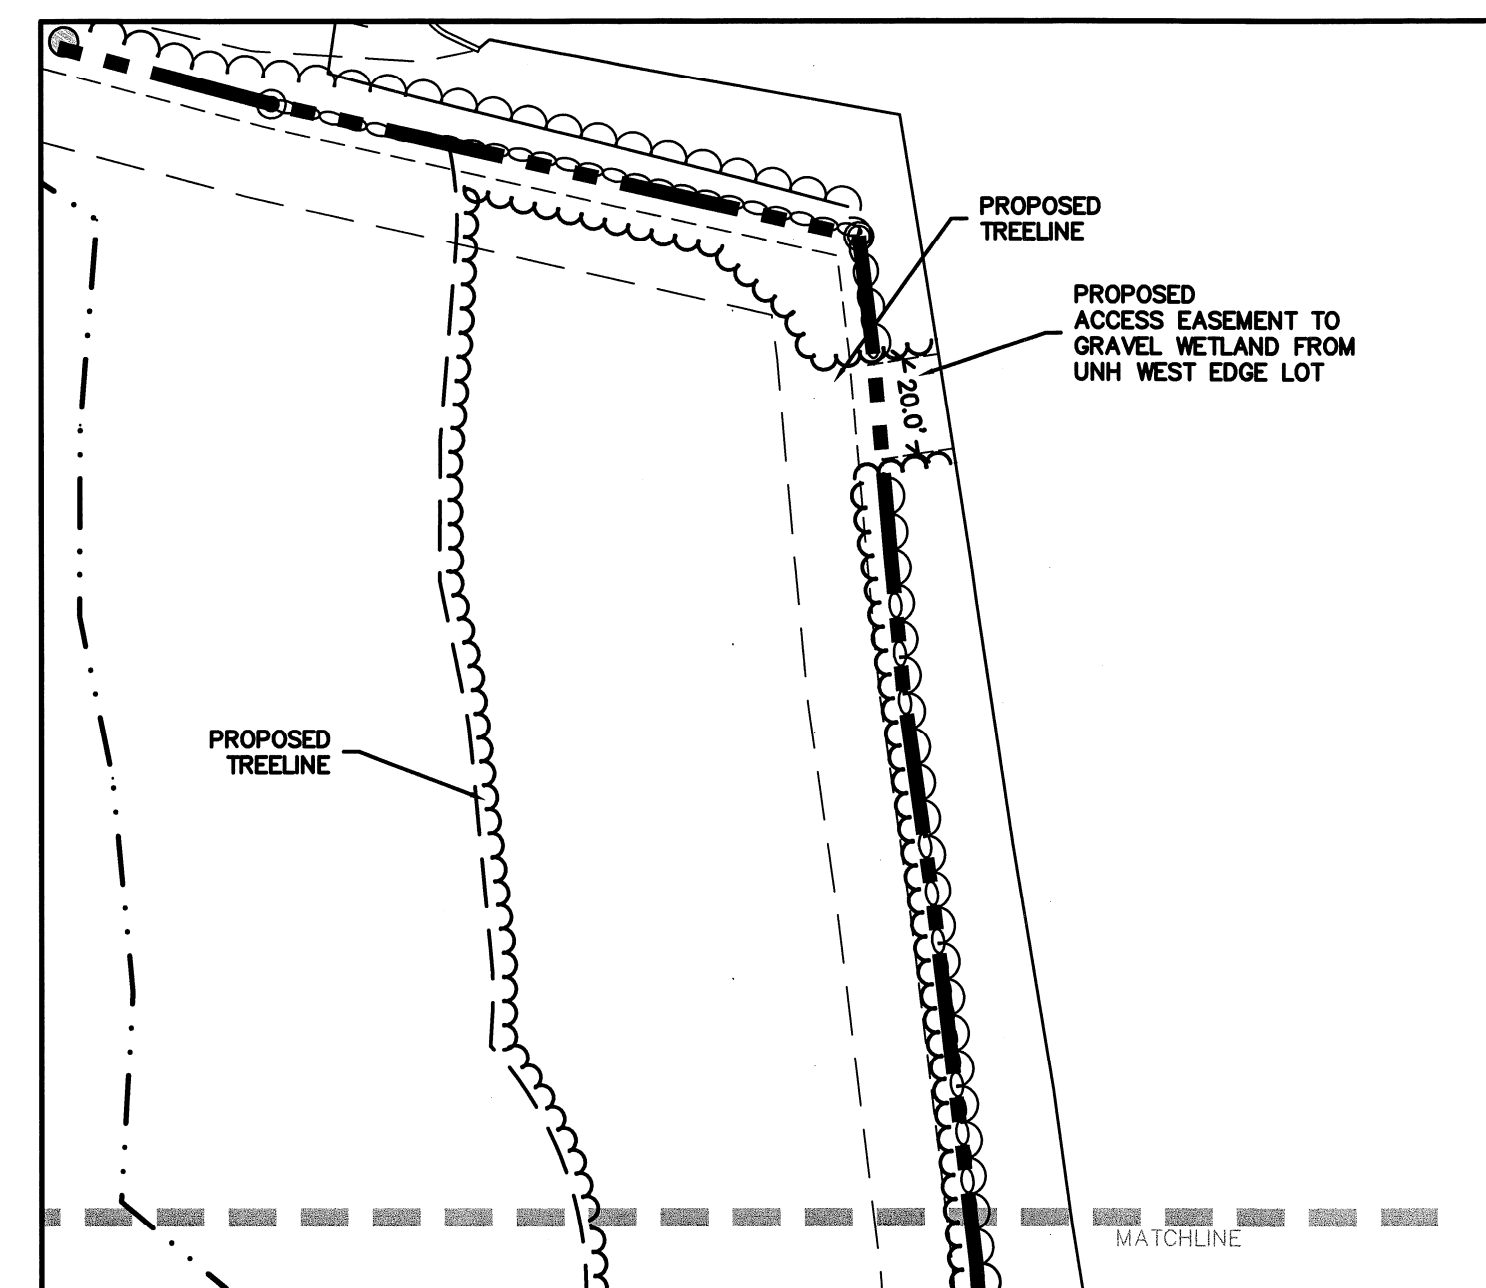 PROPOSED
TREELINE
PROPOSED
ACCESS EASEMENT TO
GRAVEL WETLAND FROM
UNH WEST EDGE LOT
20.0'
PROPOSED
TREELINE
MATCHLINE